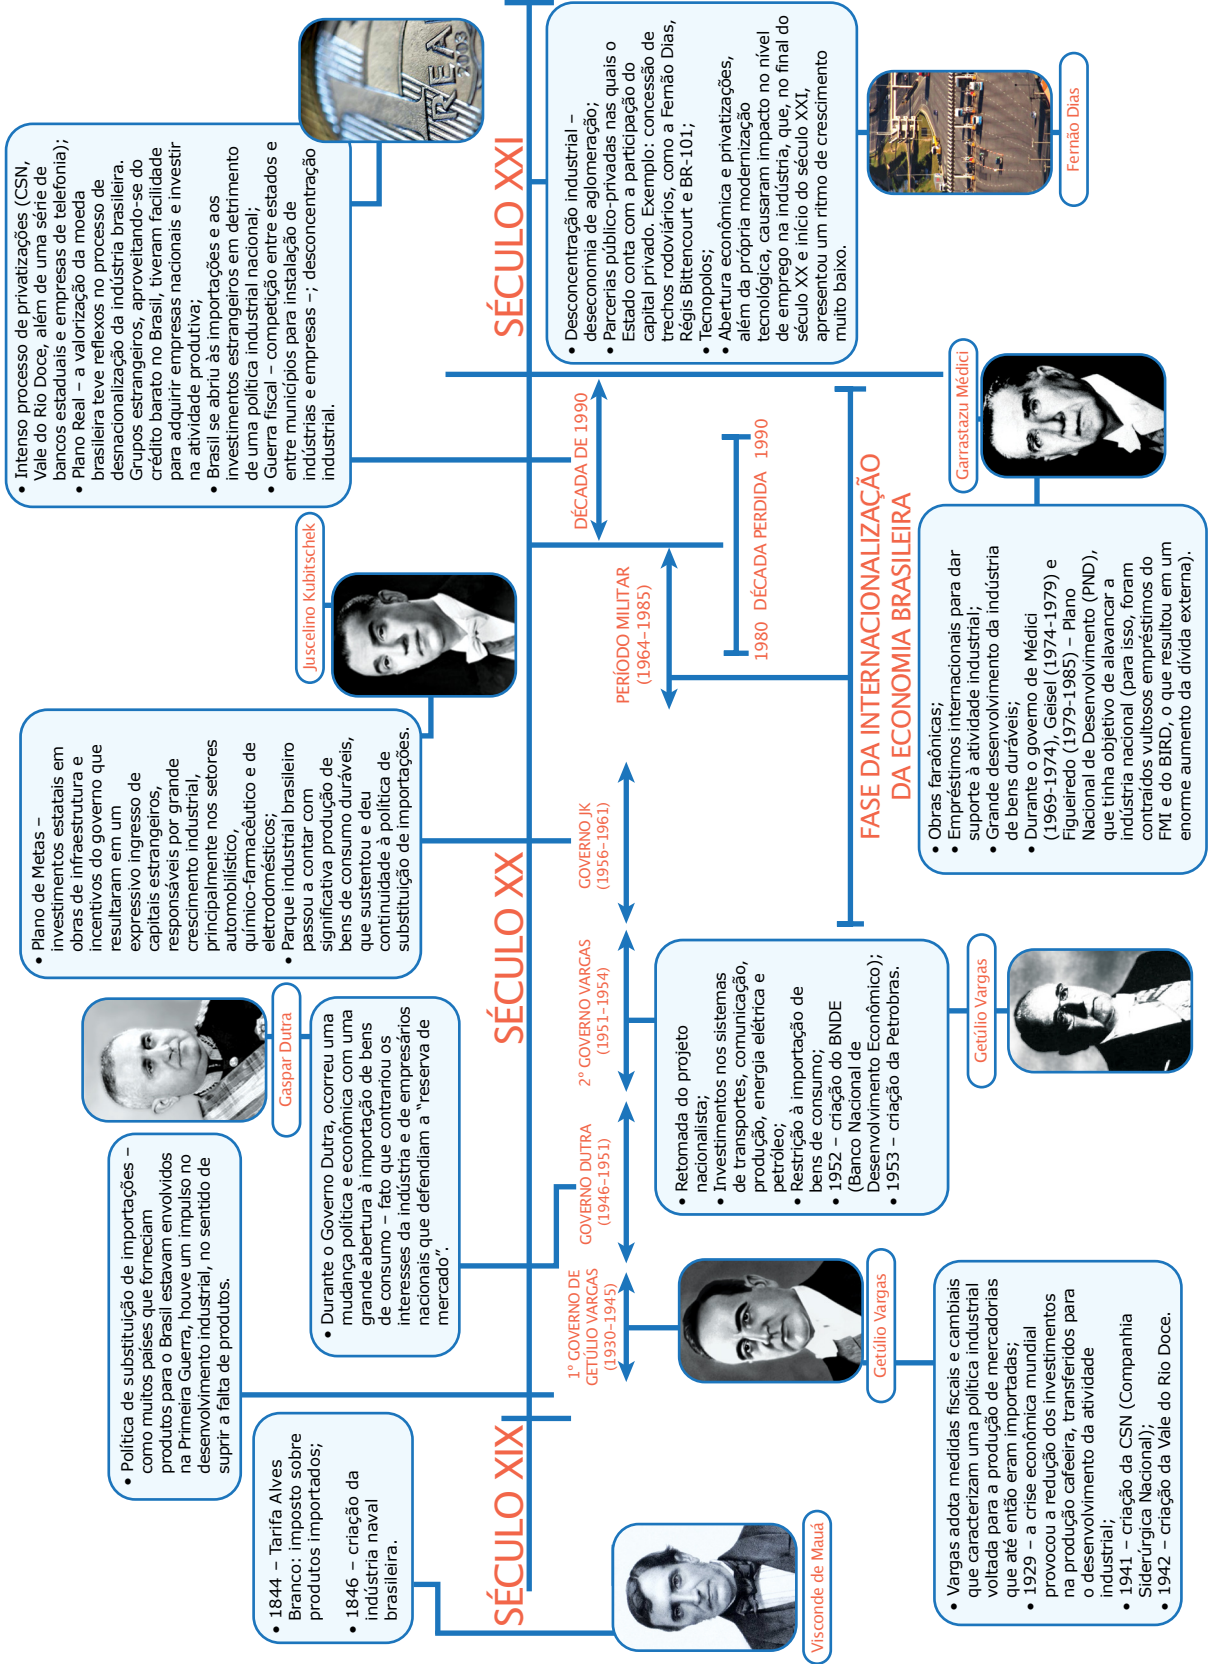 SÉCULO XIX
• 1844 – Tarifa Alves
Branco: imposto sobre
produtos importados;
• 1846 – criação da
indústria naval
brasileira.
Visconde de Mauá
SÉCULO XX
• Política de substituição de importações –
como muitos países que forneciam
produtos para o Brasil estavam envolvidos
na Primeira Guerra, houve um impulso no
desenvolvimento industrial, no sentido de
suprir a falta de produtos.
1º GOVERNO DE
GETÚLIO VARGAS
(1930–1945)
Getúlio Vargas
• Vargas adota medidas fiscais e cambiais
que caracterizam uma política industrial
voltada para a produção de mercadorias
que até então eram importadas;
• 1929 – a crise econômica mundial
provocou a redução dos investimentos
na produção cafeeira, transferidos para
o desenvolvimento da atividade
industrial;
• 1941 – criação da CSN (Companhia
Siderúrgica Nacional);
• 1942 – criação da Vale do Rio Doce.
Gaspar Dutra
• Durante o Governo Dutra, ocorreu uma
mudança política e econômica com uma
grande abertura à importação de bens
de consumo – fato que contrariou os
interesses da indústria e de empresários
nacionais que defendiam a “reserva de
mercado”.
GOVERNO DUTRA
(1946–1951)
2º GOVERNO VARGAS
(1951–1954)
• Retomada do projeto
nacionalista;
• Investimentos nos sistemas
de transportes, comunicação,
produção, energia elétrica e
petróleo;
• Restrição à importação de
bens de consumo;
• 1952 – criação do BNDE
(Banco Nacional de
Desenvolvimento Econômico);
• 1953 – criação da Petrobras.
Getúlio Vargas
• Plano de Metas –
investimentos estatais em
obras de infraestrutura e
incentivos do governo que
resultaram em um
expressivo ingresso de
capitais estrangeiros,
responsáveis por grande
crescimento industrial,
principalmente nos setores
automobilístico,
químico-farmacêutico e de
eletrodomésticos;
• Parque industrial brasileiro
passou a contar com
significativa produção de
bens de consumo duráveis,
que sustentou e deu
continuidade à política de
substituição de importações.
Juscelino Kubitschek
GOVERNO JK
(1956–1961)
PERÍODO MILITAR
(1964–1985)
1980 DÉCADA PERDIDA 1990
FASE DA INTERNACIONALIZAÇÃO
DA ECONOMIA BRASILEIRA
• Obras faraônicas;
• Empréstimos internacionais para dar
suporte à atividade industrial;
• Grande desenvolvimento da indústria
de bens duráveis;
• Durante o governo de Médici
(1969-1974), Geisel (1974-1979) e
Figueiredo (1979-1985) – Plano
Nacional de Desenvolvimento (PND),
que tinha objetivo de alavancar a
indústria nacional (para isso, foram
contraídos vultosos empréstimos do
FMI e do BIRD, o que resultou em um
enorme aumento da dívida externa).
Garrastazu Médici
DÉCADA DE 1990
• Intenso processo de privatizações (CSN,
Vale do Rio Doce, além de uma série de
bancos estaduais e empresas de telefonia);
• Plano Real – a valorização da moeda
brasileira teve reflexos no processo de
desnacionalização da indústria brasileira.
Grupos estrangeiros, aproveitando-se do
crédito barato no Brasil, tiveram facilidade
para adquirir empresas nacionais e investir
na atividade produtiva;
• Brasil se abriu às importações e aos
investimentos estrangeiros em detrimento
de uma política industrial nacional;
• Guerra fiscal – competição entre estados e
entre municípios para instalação de
indústrias e empresas –; desconcentração
industrial.
1
REAL
2003
SÉCULO XXI
• Desconcentração industrial –
deseconomia de aglomeração;
• Parcerias público-privadas nas quais o
Estado conta com a participação do
capital privado. Exemplo: concessão de
trechos rodoviários, como a Fernão Dias,
Régis Bittencourt e BR-101;
• Tecnopolos;
• Abertura econômica e privatizações,
além da própria modernização
tecnológica, causaram impacto no nível
de emprego na indústria, que, no final do
século XX e início do século XXI,
apresentou um ritmo de crescimento
muito baixo.
Fernão Dias